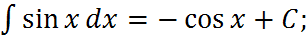 ∫ sin x dx = − cos x + C;